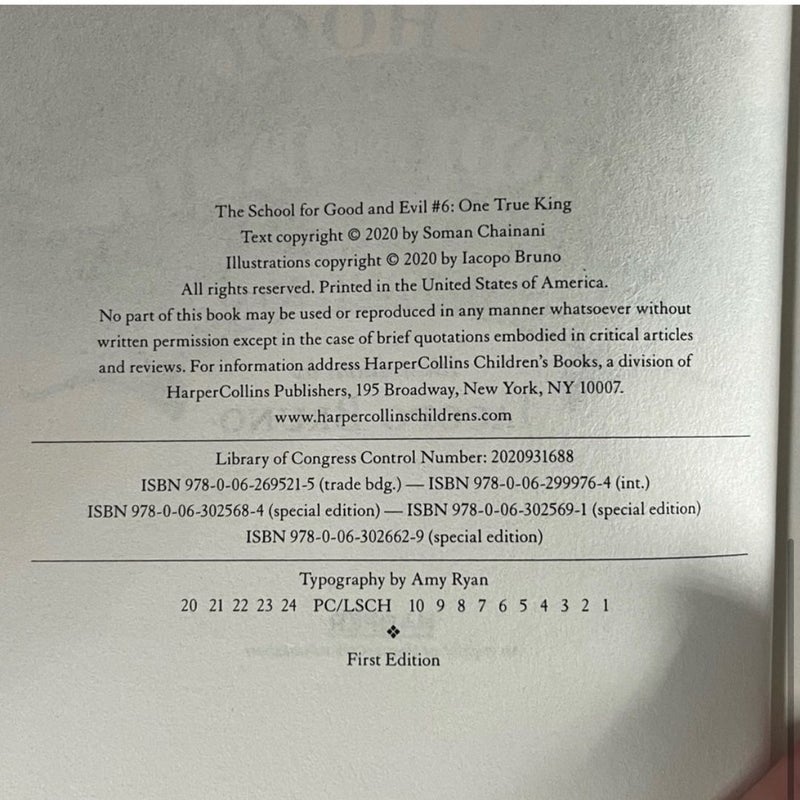 The School for Good and Evil #6: One True King
Text copyright © 2020 by Soman Chainani
Illustrations copyright © 2020 by Iacopo Bruno
All rights reserved. Printed in the United States of America.
No part of this book may be used or reproduced in any manner whatsoever without
written permission except in the case of brief quotations embodied in critical articles
and reviews. For information address HarperCollins Children's Books, a division of
HarperCollins Publishers, 195 Broadway, New York, NY 10007.
www.harpercollinschildrens.com
Library of Congress Control Number: 2020931688
ISBN 978-0-06-269521-5 (trade bdg.) — ISBN 978-0-06-299976-4 (int.)
ISBN 978-0-06-302568-4 (special edition) — ISBN 978-0-06-302569-1 (special edition)
ISBN 978-0-06-302662-9 (special edition)
Typography by Amy Ryan
20 21 22 23 24 PC/LSCH 10 9 8 7 6 5 4 3 2 1
❖
First Edition